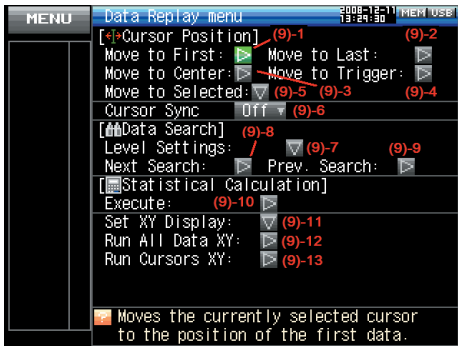 MENU Data Replay menu 2008-12-11 13:29:30 MEM USB
[Cursor Position] (9)-1 (9)-2
Move to First: Move to Last:
Move to Center: Move to Trigger:
Move to Selected: (9)-5 (9)-3 (9)-4
Cursor Sync Off (9)-6
[Data Search] (9)-8
Level Settings: (9)-7 (9)-9
Next Search: Prev. Search:
[Statistical Calculation]
Execute: (9)-10
Set XY Display: (9)-11
Run All Data XY: (9)-12
Run Cursors XY: (9)-13
? Moves the currently selected cursor
to the position of the first data.